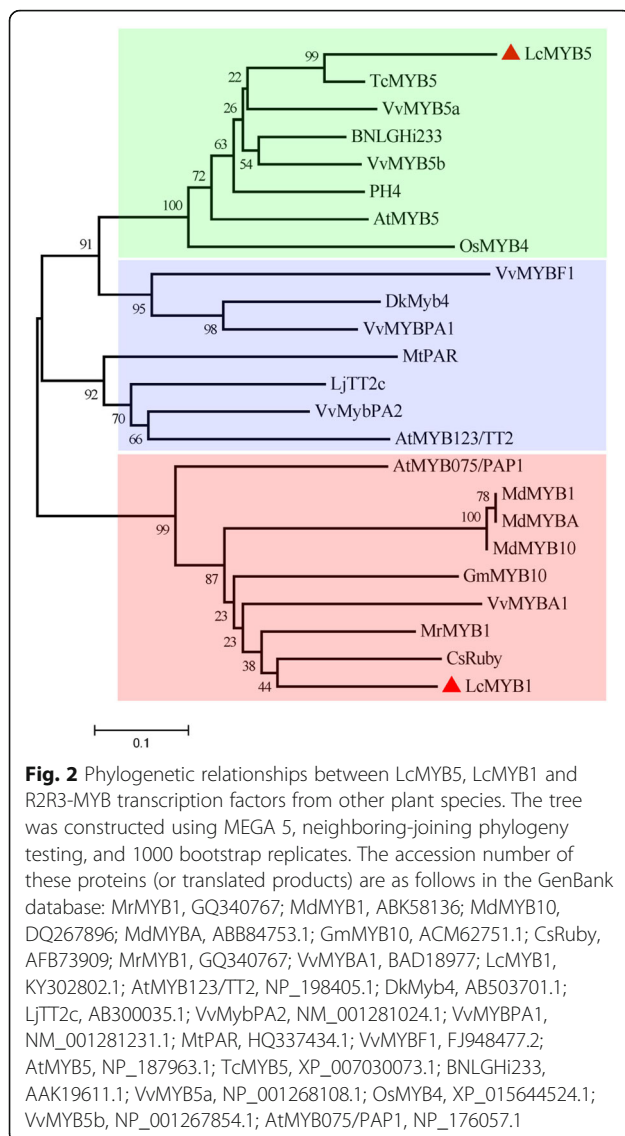 99
LcMYB5
22
TcMYB5
26
VvMYB5a
BNLGHi233
63
54
VvMYB5b
72
PH4
100
AtMYB5
91
OsMYB4
VvMYBF1
95
DkMyb4
98
VvMYBPA1
MtPAR
92
LjTT2c
70
VvMybPA2
66
AtMYB123/TT2
AtMYB075/PAP1
78
MdMYB1
99
100
MdMYBA
MdMYB10
87
GmMYB10
23
VvMYBA1
23
MrMYB1
38
CsRuby
44
LcMYB1
0.1
Fig. 2 Phylogenetic relationships between LcMYB5, LcMYB1 and
R2R3-MYB transcription factors from other plant species. The tree
was constructed using MEGA 5, neighboring-joining phylogeny
testing, and 1000 bootstrap replicates. The accession number of
these proteins (or translated products) are as follows in the GenBank
database: MrMYB1, GQ340767; MdMYB1, ABK58136; MdMYB10,
DQ267896; MdMYBA, ABB84753.1; GmMYB10, ACM62751.1; CsRuby,
AFB73909; MrMYB1, GQ340767; VvMYBA1, BAD18977; LcMYB1,
KY302802.1; AtMYB123/TT2, NP_198405.1; DkMyb4, AB503701.1;
LjTT2c, AB300035.1; VvMybPA2, NM_001281024.1; VvMYBPA1,
NM_001281231.1; MtPAR, HQ337434.1; VvMYBF1, FJ948477.2;
AtMYB5, NP_187963.1; TcMYB5, XP_007030073.1; BNLGHi233,
AAK19611.1; VvMYB5a, NP_001268108.1; OsMYB4, XP_015644524.1;
VvMYB5b, NP_001267854.1; AtMYB075/PAP1, NP_176057.1